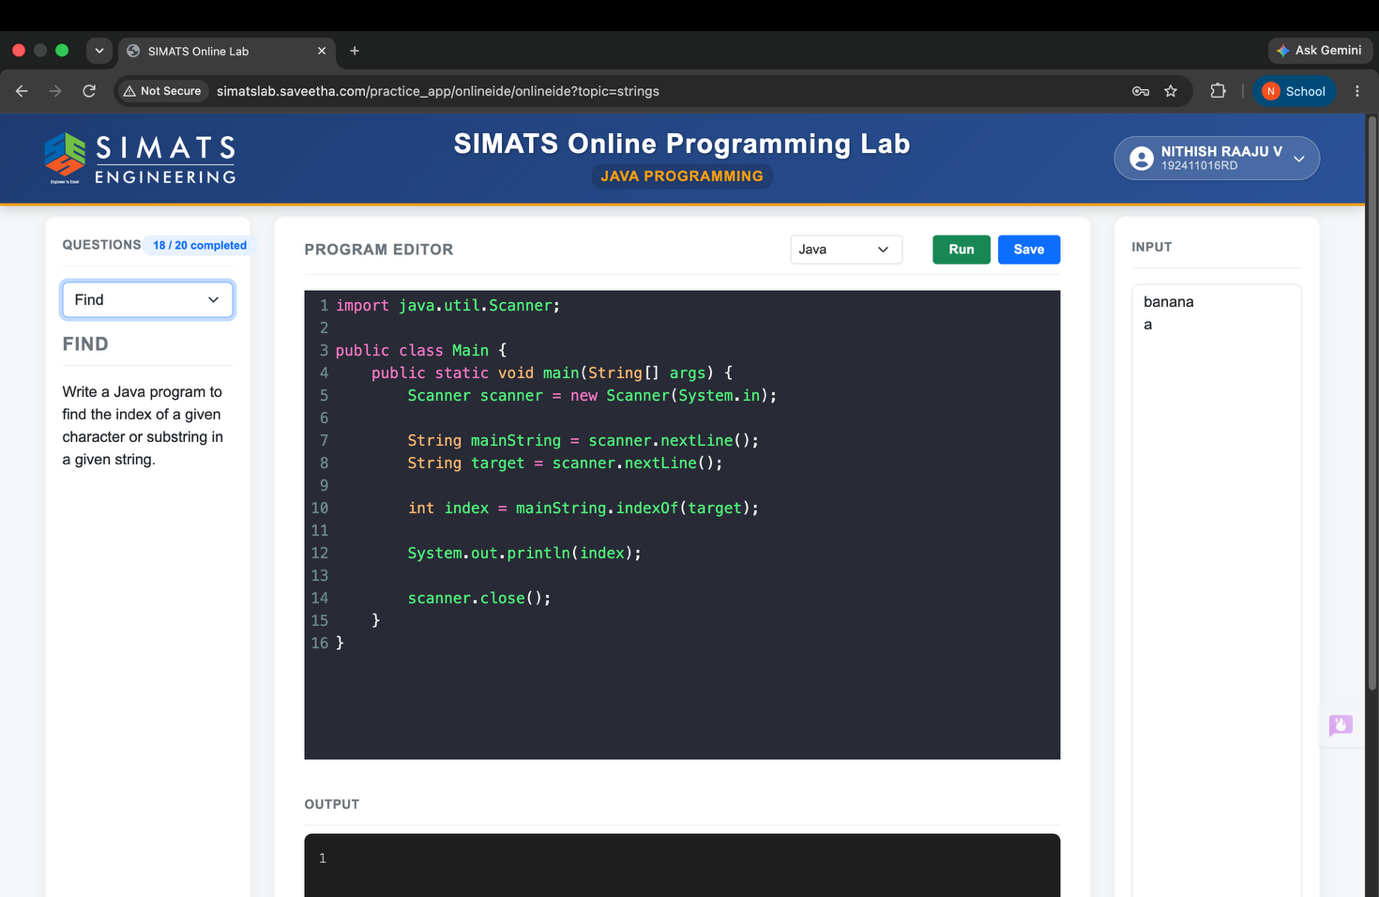 SIMATS Online Lab
Ask Gemini
Not Secure
simatslab.saveetha.com/practice_app/onlineide/onlineide?topic=strings
N School
SIMATS
ENGINEERING
Engineer to Excel
SIMATS Online Programming Lab
JAVA PROGRAMMING
NITHISH RAAJU V
192411016RD
QUESTIONS 18 / 20 completed
Find
FIND
Write a Java program to
find the index of a given
character or substring in
a given string.
PROGRAM EDITOR
Java
Run
Save
1 import java.util.Scanner;
2
3 public class Main {
4     public static void main(String[] args) {
5         Scanner scanner = new Scanner(System.in);
6
7         String mainString = scanner.nextLine();
8         String target = scanner.nextLine();
9
10         int index = mainString.indexOf(target);
11
12         System.out.println(index);
13
14         scanner.close();
15     }
16 }
OUTPUT
1
INPUT
banana
a